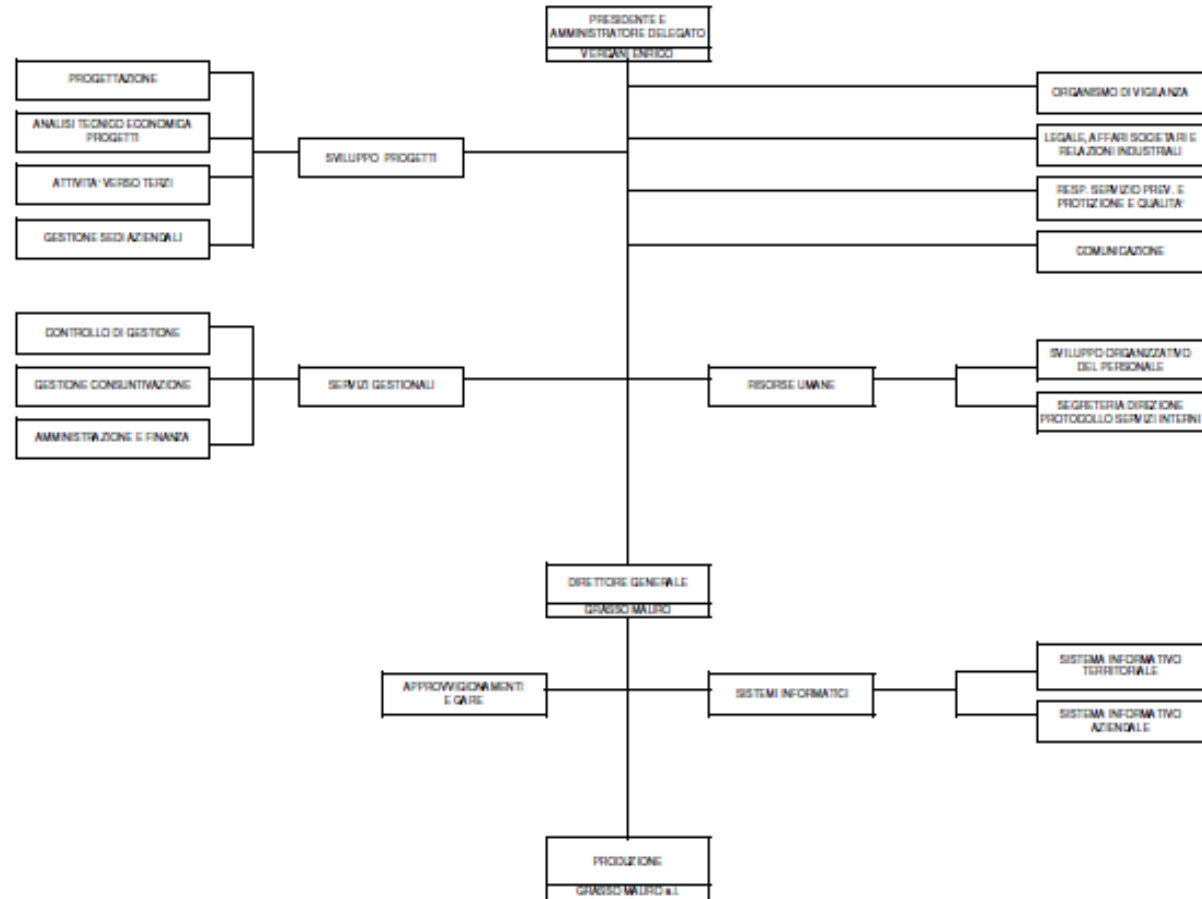 PRESIDENTE E
AMMINISTRATORE DELEGATO
VERGANI ENRICO
PROGETTAZIONE
ANALISI TECNICO ECONOMICA
PROGETTI
ATTIVITA' VERSO TERZI
GESTIONE SEDI AZIENDALI
SVILUPPO PROGETTI
ORGANISMO DI VIGILANZA
LEGALE, AFFARI SOCIETARI E
RELAZIONI INDUSTRIALI
RESP. SERVIZIO PREV. E
PROTEZIONE E QUALITA'
COMUNICAZIONE
CONTROLLO DI GESTIONE
GESTIONE CONSUNTIVAZIONE
AMMINISTRAZIONE E FINANZA
SERVIZI GESTIONALI
RISORSE UMANE
SVILUPPO ORGANIZZATIVO
DEL PERSONALE
SEGRETERIA DIREZIONE
PROTOCOLLO SERVIZI INTERNI
DIRETTORE GENERALE
GRASSO MAURO
APPROVVIGIONAMENTI
E GARE
SISTEMI INFORMATICI
SISTEMA INFORMATIVO
TERRITORIALE
SISTEMA INFORMATIVO
AZIENDALE
PRODUZIONE
GRASSO MAURO a.i.